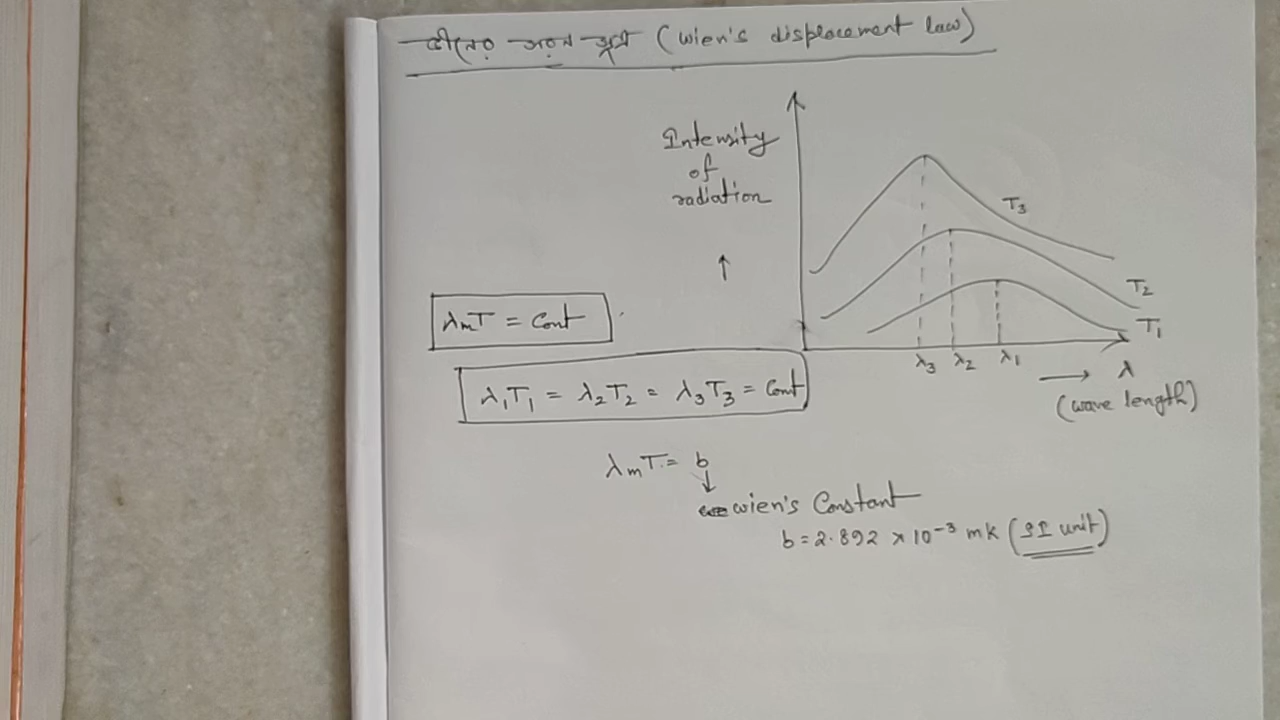 ভীনের সরণ সূত্র (Wien's displacement law)
Intensity
of
radiation
↑
T₃
T₂
T₁
λ₃ λ₂ λ₁
→ λ
(wave length)
λₘT = Cont
λ₁T₁ = λ₂T₂ = λ₃T₃ = Cont
λₘT = b
↓
wien's Constant
b = 2.892 × 10⁻³ mk (SI unit)